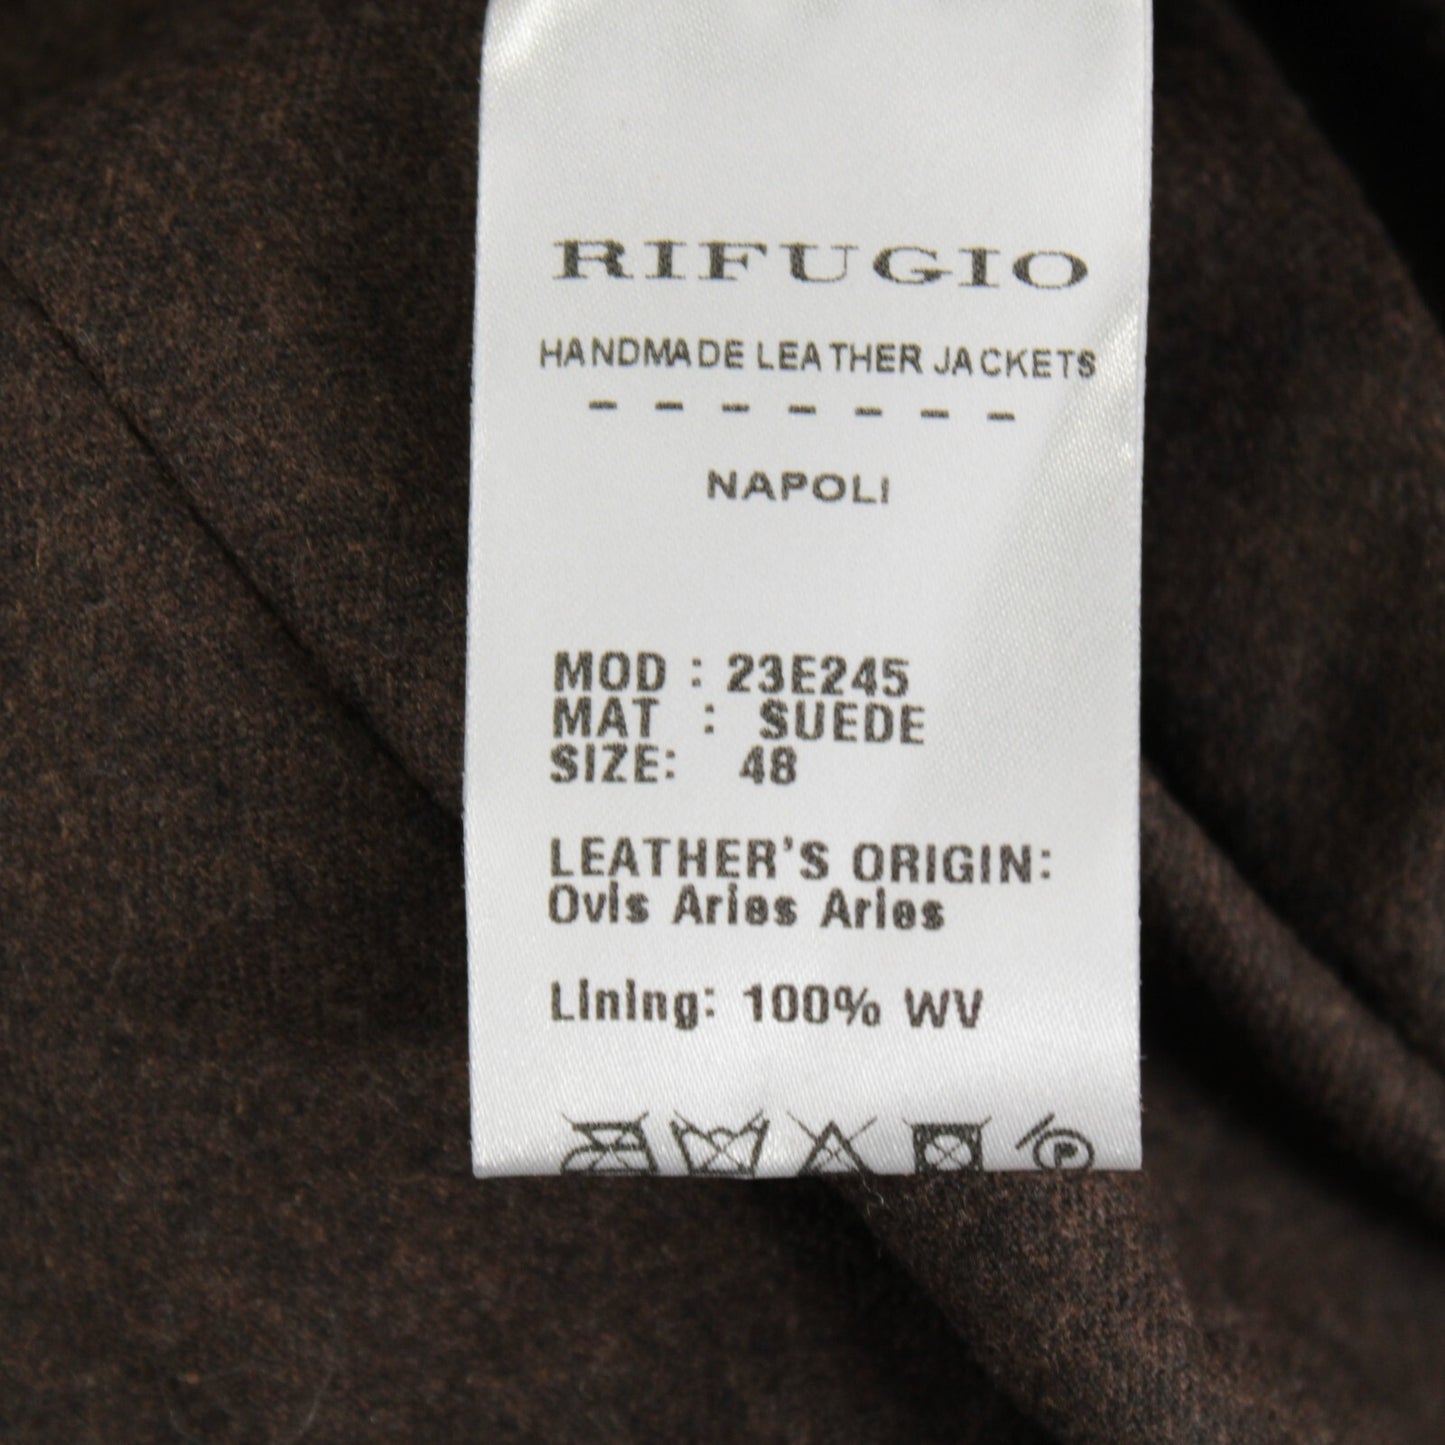 RIFUGIO
HANDMADE LEATHER JACKETS
- - - - - - -
NAPOLI
MOD : 23E245
MAT : SUEDE
SIZE: 48
LEATHER'S ORIGIN:
Ovis Aries Aries
Lining: 100% WV
P